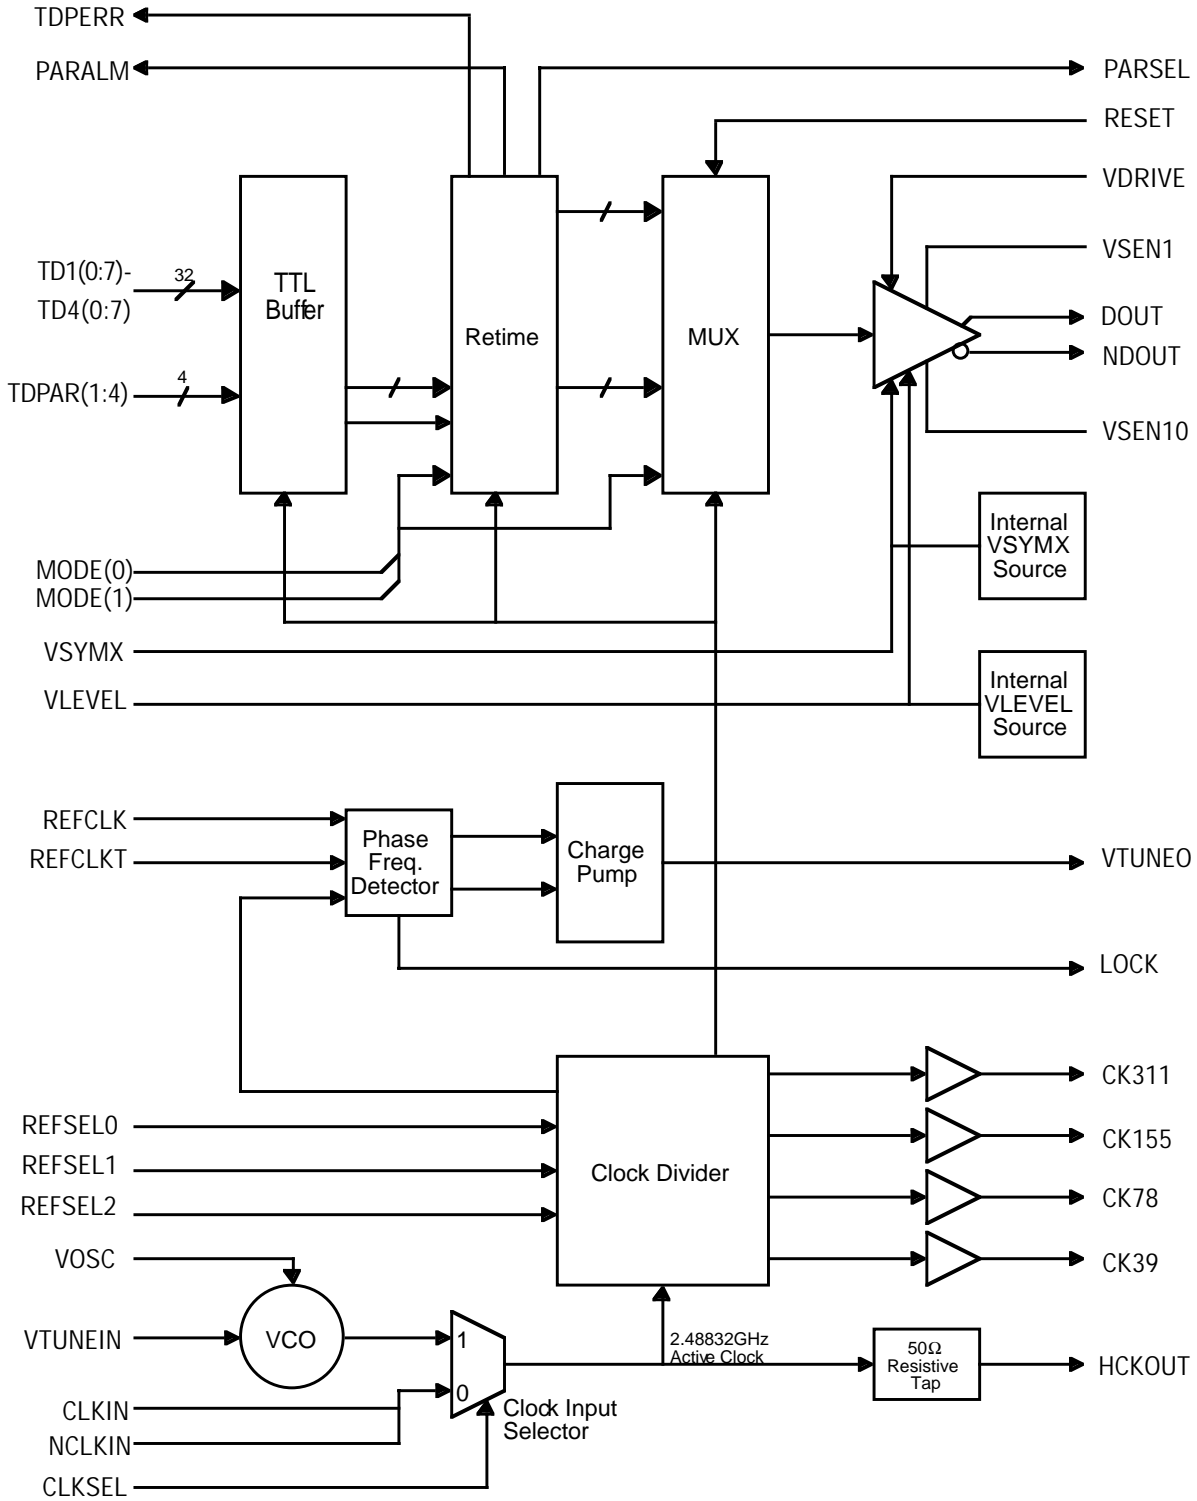 TDPERR
PARALM
PARSEL
RESET
VDRIVE
VSEN1
TD1(0:7)-
TD4(0:7)
32
TTL
Buffer
Retime
MUX
DOUT
NDOUT
TDPAR(1:4)
4
VSEN10
Internal
VSYMX
Source
MODE(0)
MODE(1)
VSYMX
VLEVEL
Internal
VLEVEL
Source
REFCLK
REFCLKT
Phase
Freq.
Detector
Charge
Pump
VTUNEO
LOCK
CK311
REFSEL0
CK155
REFSEL1
Clock Divider
REFSEL2
CK78
VOSC
CK39
VTUNEIN
VCO
1
0
2.48832GHz
Active Clock
50Ω
Resistive
Tap
HCKOUT
CLKIN
NCLKIN
Clock Input
Selector
CLKSEL